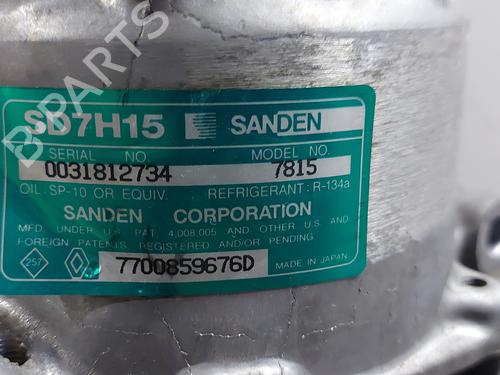 SD7H15 SANDEN
SERIAL NO. MODEL NO.
0031812734 7815
OIL: SP-10 OR EQUIV. REFRIGERANT: R-134a
SANDEN CORPORATION
MFD. UNDER U.S. PAT. 4,008,005 AND OTHER U.S. AND
FOREIGN PATENTS, REGISTERED AND/OR PENDING
257 7700859676D MADE IN JAPAN
B-PARTS